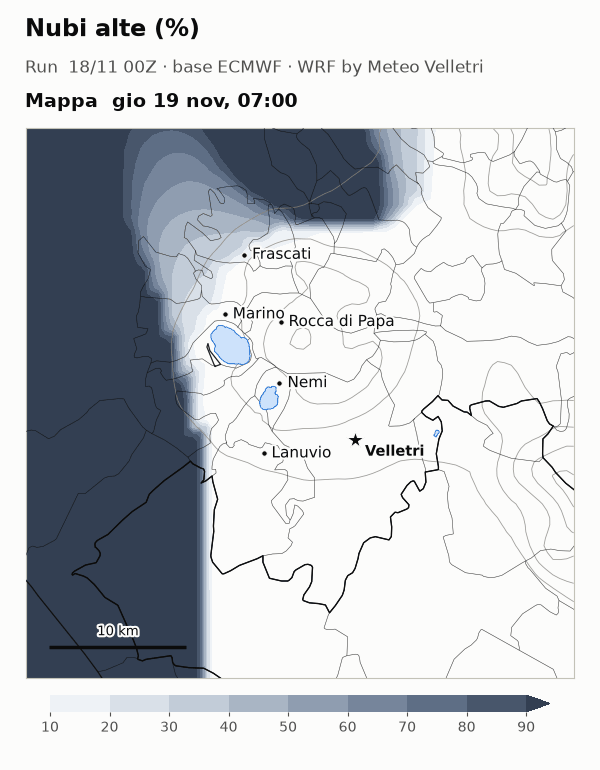 Nubi alte (%)
Run  18/11 00Z · base ECMWF · WRF by Meteo Velletri
Mappa  gio 19 nov, 07:00
Frascati
Marino
Rocca di Papa
Nemi
Velletri
Lanuvio
10 km
10 20 30 40 50 60 70 80 90